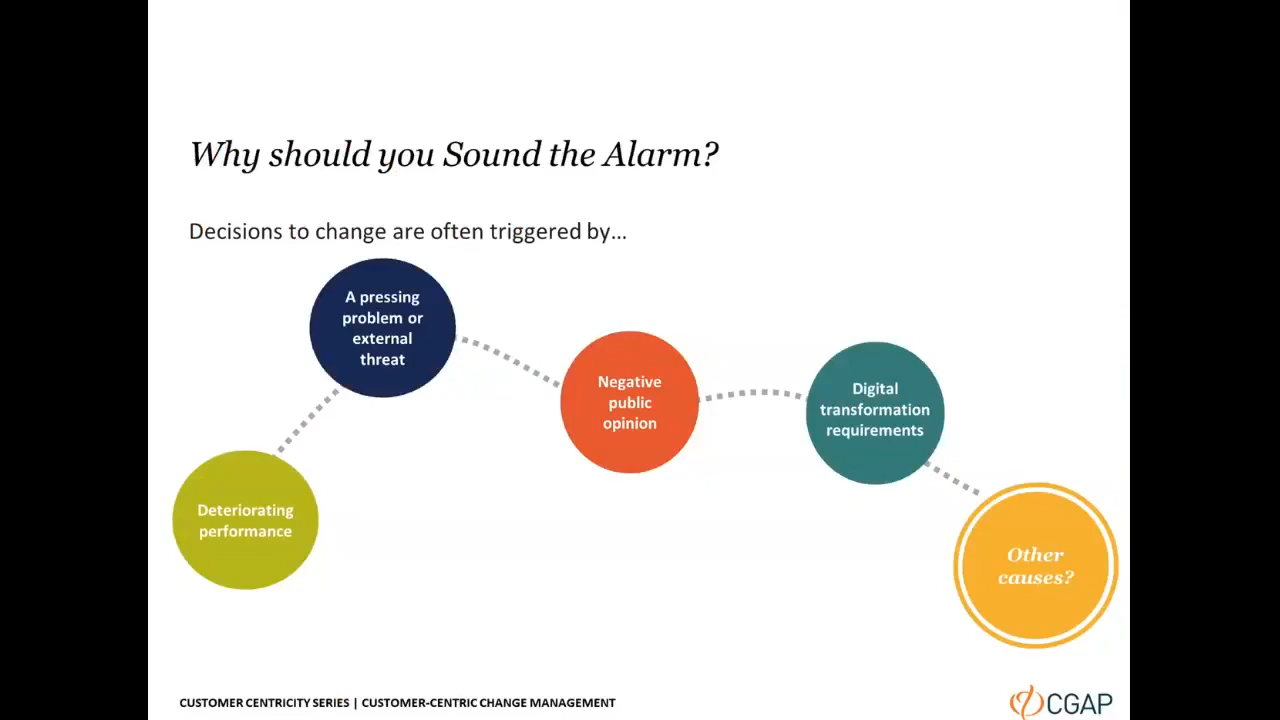 Why should you Sound the Alarm?
Decisions to change are often triggered by...
A pressing
problem or
external
threat
Negative
public
opinion
Digital
transformation
requirements
Deteriorating
performance
Other
causes?
CUSTOMER CENTRICITY SERIES | CUSTOMER-CENTRIC CHANGE MANAGEMENT
CGAP